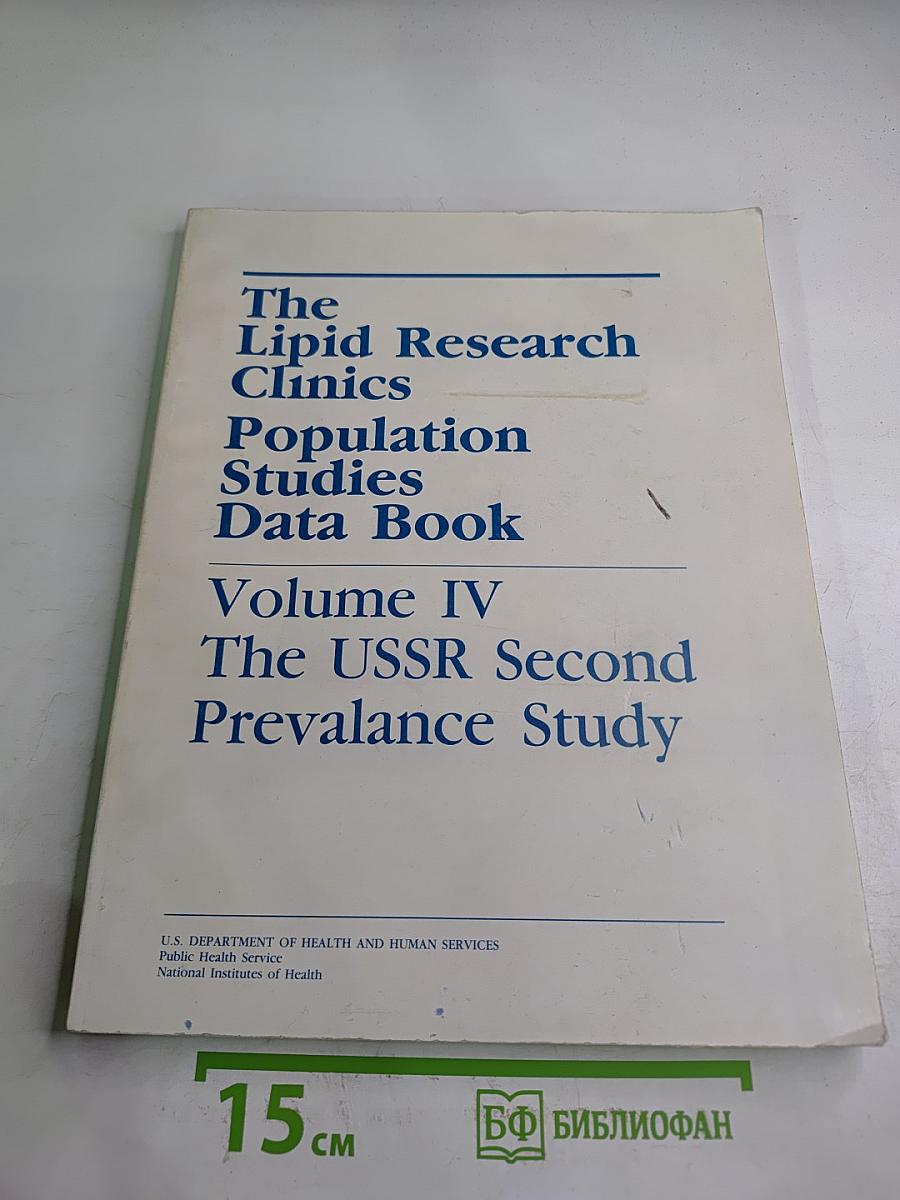 The
Lipid Research
Clinics
Population
Studies
Data Book
Volume IV
The USSR Second
Prevalance Study
U.S. DEPARTMENT OF HEALTH AND HUMAN SERVICES
Public Health Service
National Institutes of Health
15 см
БФ БИБЛИОФАН